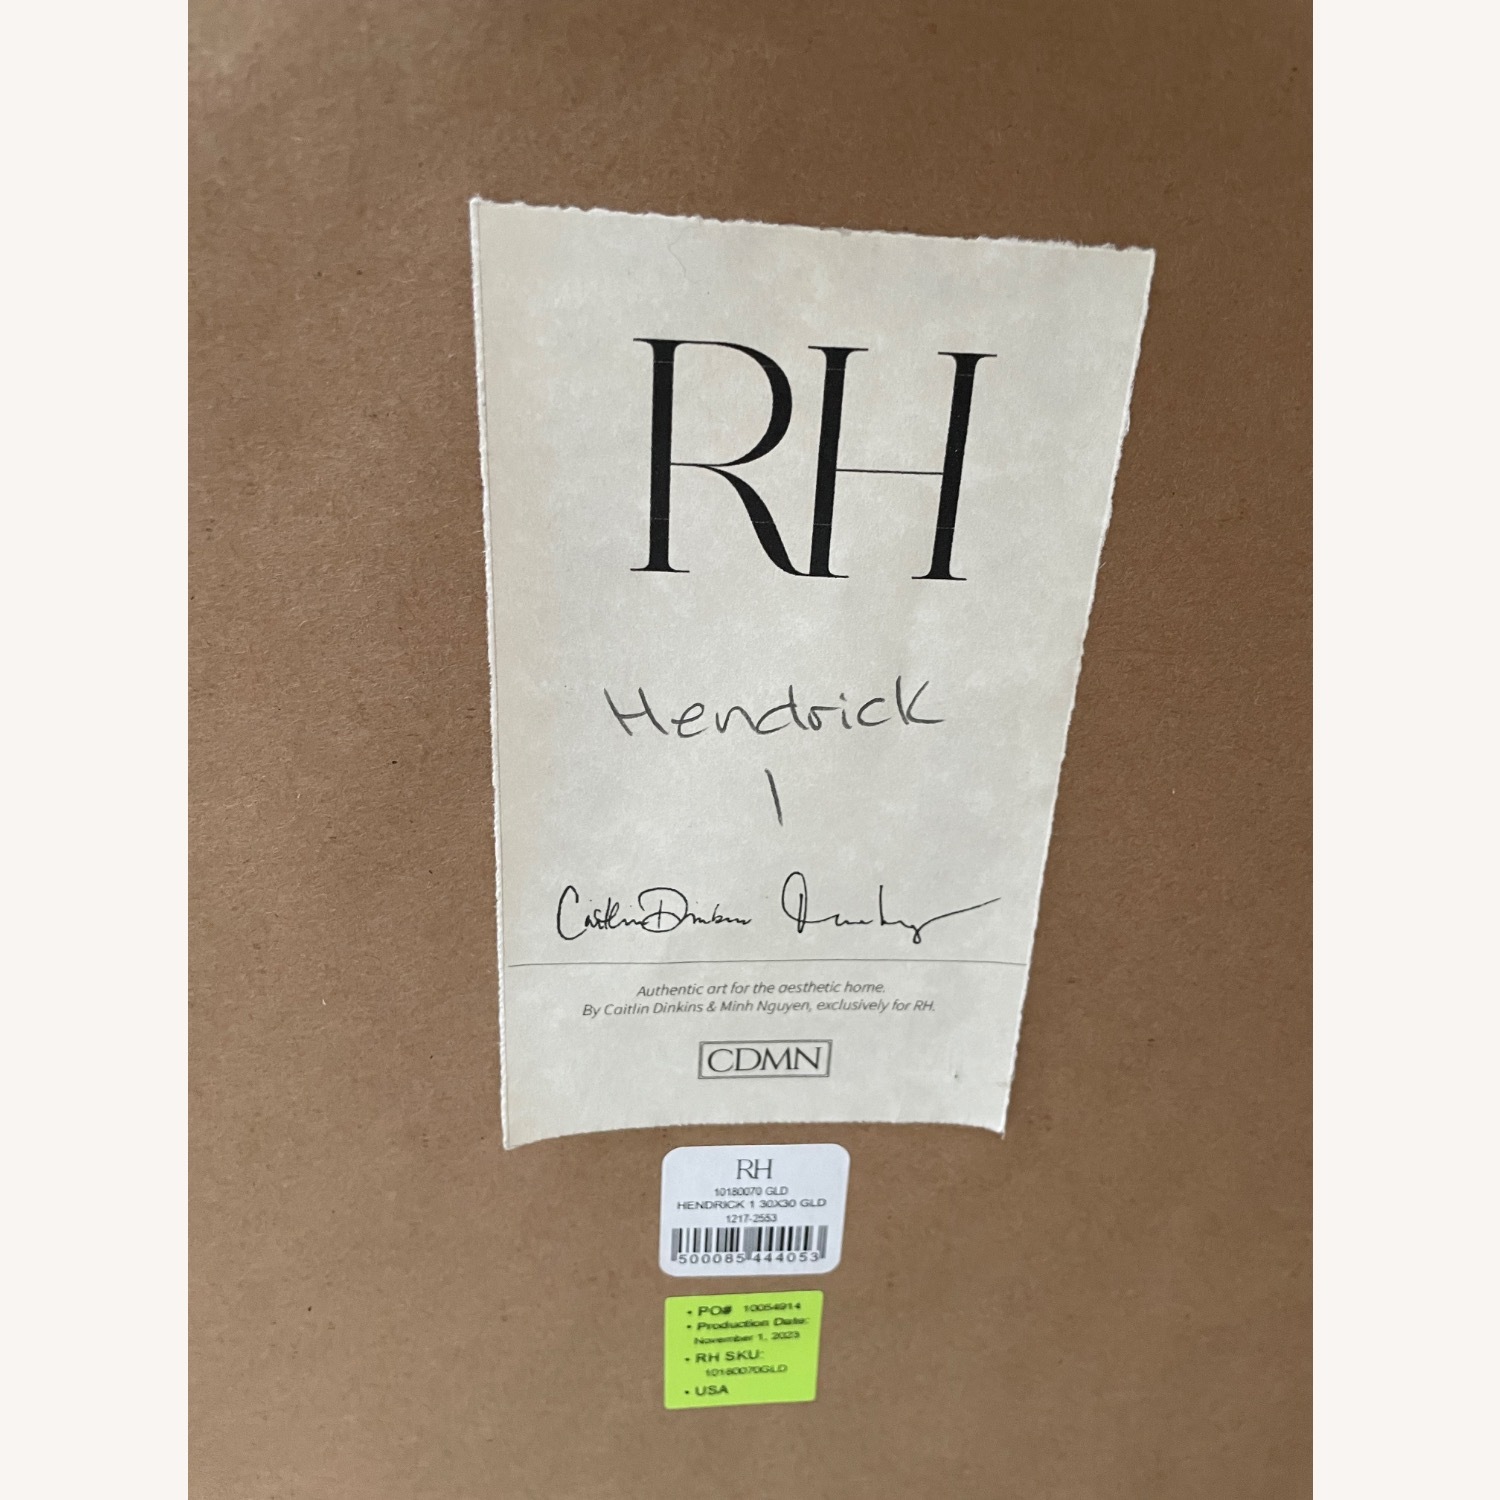 RH
Hendrick
1
Caitlin Dinkins
Authentic art for the aesthetic home.
By Caitlin Dinkins & Minh Nguyen, exclusively for RH.
CDMN
RH
10180070 GLD
HENDRICK 1 30X30 GLD
1217-2553
500085 444053
• PO# 10054914
• Production Date:
November 1, 2023
• RH SKU:
10180070GLD
• USA